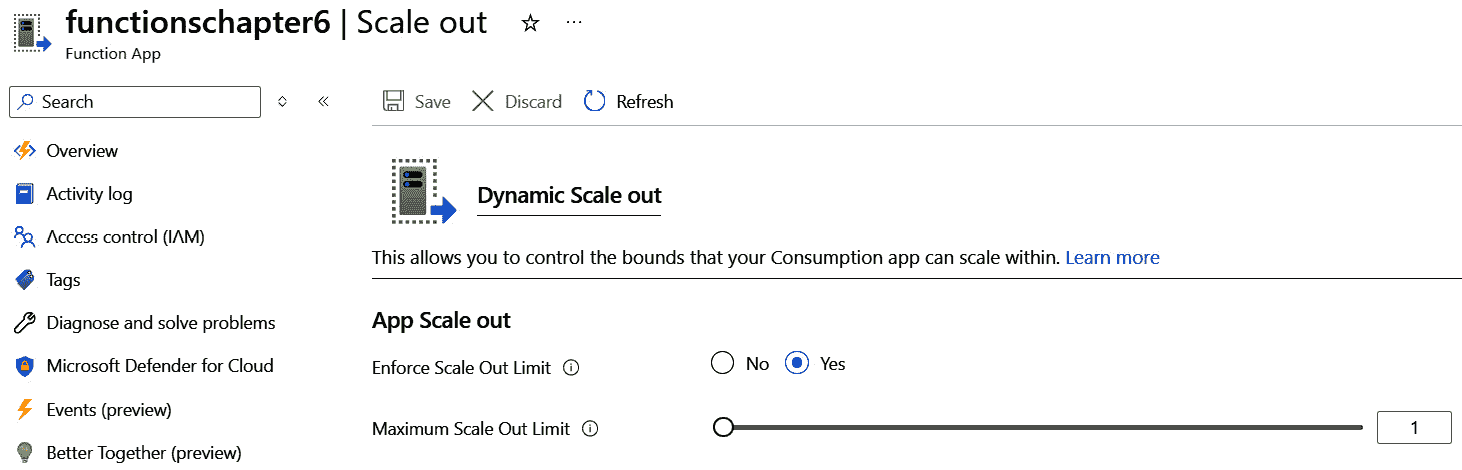 functionschapter6 | Scale out ...
Function App
Search
Overview
Activity log
Access control (IAM)
Tags
Diagnose and solve problems
Microsoft Defender for Cloud
Events (preview)
Better Together (preview)
Save Discard Refresh
Dynamic Scale out
This allows you to control the bounds that your Consumption app can scale within. Learn more
App Scale out
Enforce Scale Out Limit No Yes
Maximum Scale Out Limit 1